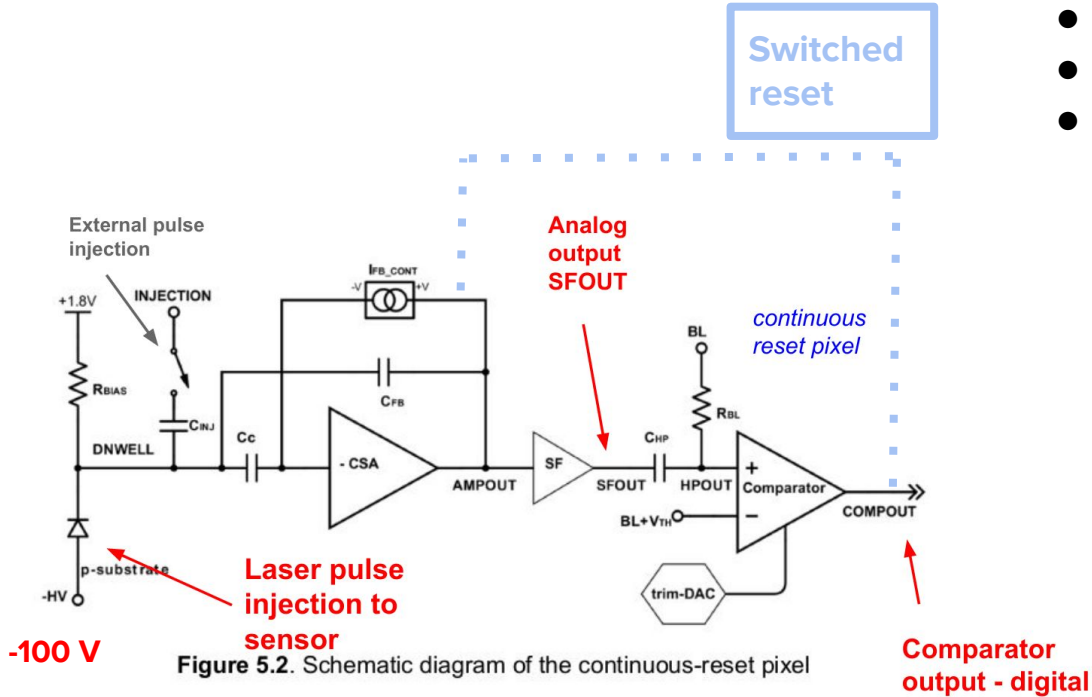 Switched
reset
External pulse
injection
Analog
output
SFOUT
IFB_CONT
-V
+V
+1.8V
INJECTION
continuous
reset pixel
BL
RBIAS
CFB
RBL
CINJ
Cc
CHP
DNWELL
- CSA
SF
+
Comparator
AMPOUT
SFOUT
HPOUT
COMPOUT
BL+VTH
–
p-substrate
Laser pulse
injection to
sensor
trim-DAC
-HV
-100 V
Comparator
output - digital
Figure 5.2. Schematic diagram of the continuous-reset pixel